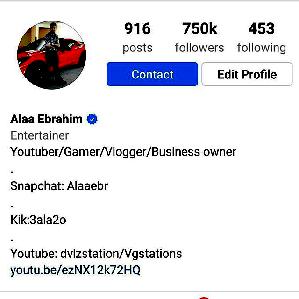 916 750k 453
posts followers following
Contact Edit Profile
Alaa Ebrahim
Entertainer
Youtuber/Gamer/Vlogger/Business owner
.
Snapchat: Alaaebr
.
Kik:3ala2o
.
Youtube: dvlzstation/Vgstations
youtu.be/ezNX12k72HQ